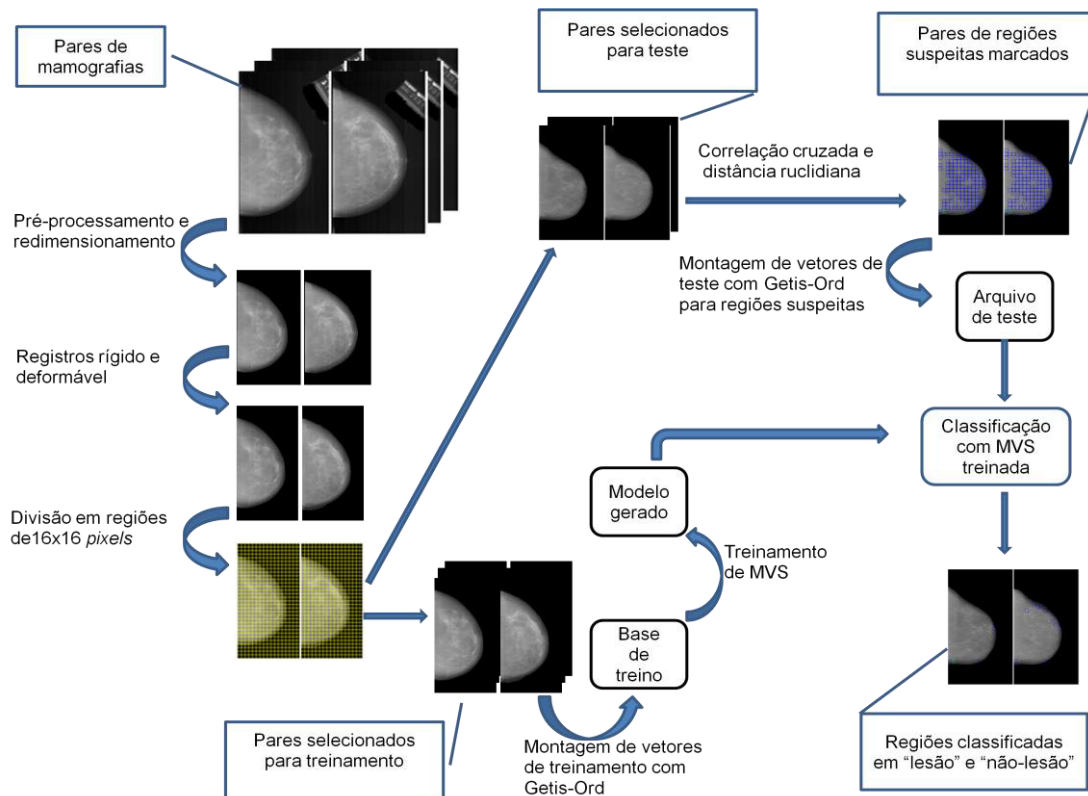 Pares de
mamografias
Pré-processamento e
redimensionamento
Registros rígido e
deformável
Divisão em regiões
de16x16 pixels
Pares selecionados
para treinamento
Montagem de vetores
de treinamento com
Getis-Ord
Base
de
treino
Treinamento
de MVS
Modelo
gerado
Pares selecionados
para teste
Correlação cruzada e
distância ruclidiana
Pares de regiões
suspeitas marcados
Montagem de vetores de
teste com Getis-Ord
para regiões suspeitas
Arquivo
de teste
Classificação
com MVS
treinada
Regiões classificadas
em “lesão” e “não-lesão”